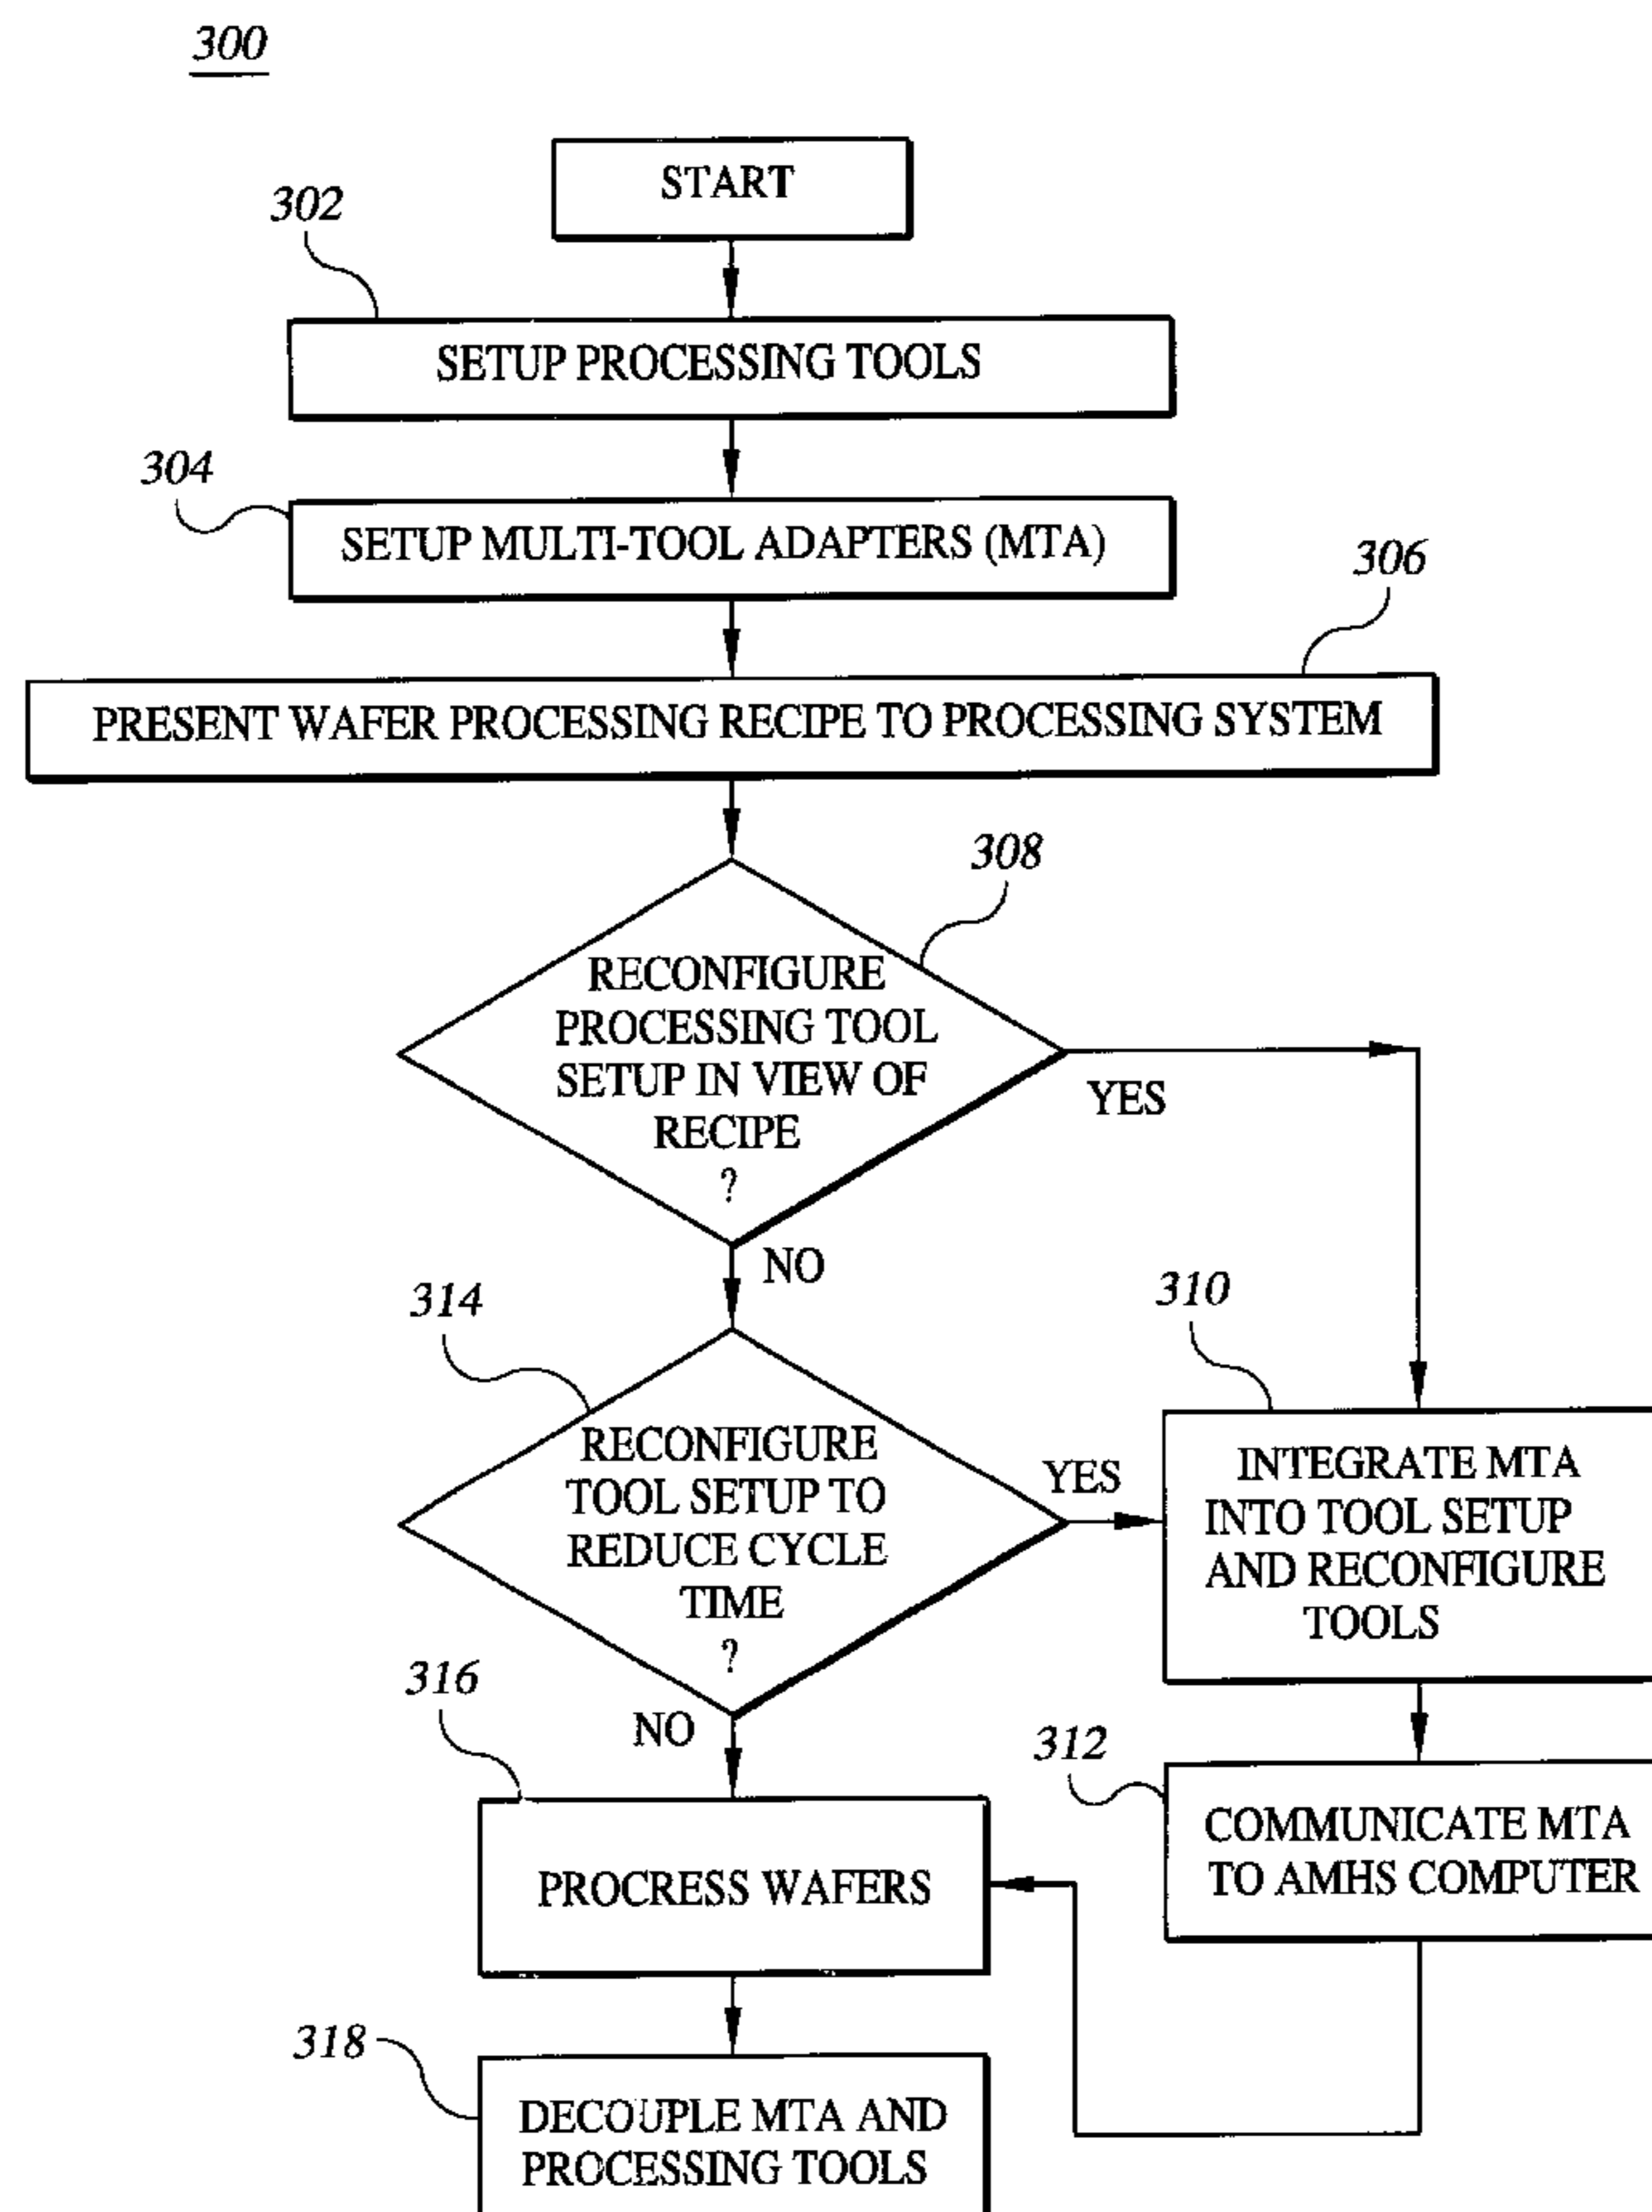 300
START
302
SETUP PROCESSING TOOLS
304
SETUP MULTI-TOOL ADAPTERS (MTA)
306
PRESENT WAFER PROCESSING RECIPE TO PROCESSING SYSTEM
308
RECONFIGURE
PROCESSING TOOL
SETUP IN VIEW OF
RECIPE
?
YES
NO
314
RECONFIGURE
TOOL SETUP TO
REDUCE CYCLE
TIME
?
YES
NO
310
INTEGRATE MTA
INTO TOOL SETUP
AND RECONFIGURE
TOOLS
312
COMMUNICATE MTA
TO AMHS COMPUTER
316
PROCRESS WAFERS
318
DECOUPLE MTA AND
PROCESSING TOOLS